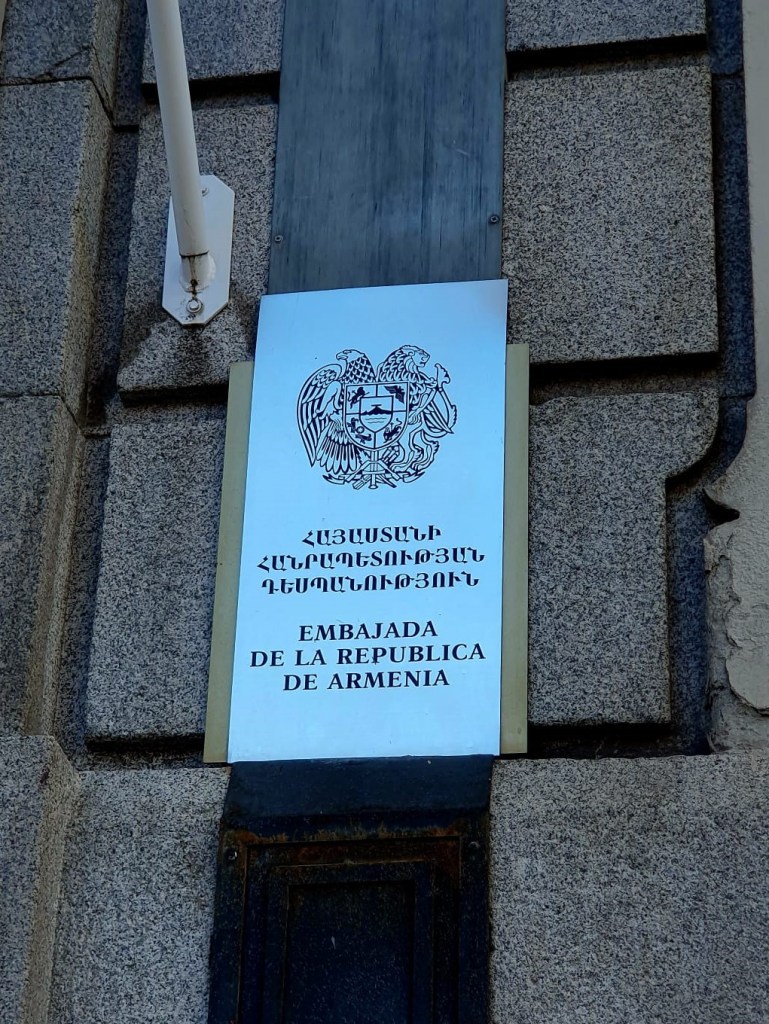 ՀԱՅԱՍՏԱՆԻ
ՀԱՆՐԱՊԵՏՈՒԹՅԱՆ
ԴԵՍՊԱՆՈՒԹՅՈՒՆ
EMBAJADA
DE LA REPUBLICA
DE ARMENIA